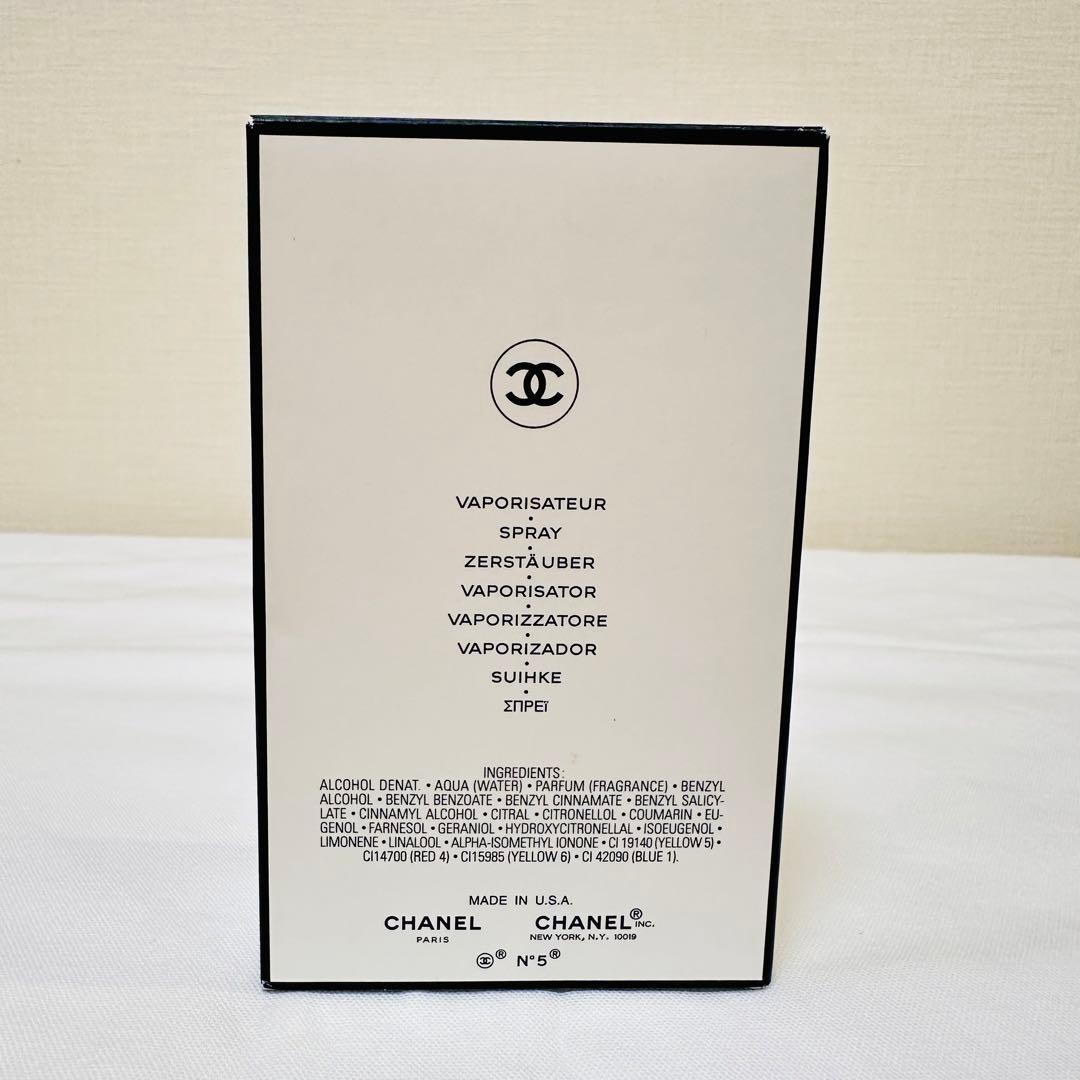 VAPORISATEUR
•
SPRAY
•
ZERSTÄUBER
•
VAPORISATOR
•
VAPORIZZATORE
•
VAPORIZADOR
•
SUIHKE
•
ΣΠΡΕΪ
INGREDIENTS:
ALCOHOL DENAT. • AQUA (WATER) • PARFUM (FRAGRANCE) • BENZYL
ALCOHOL • BENZYL BENZOATE • BENZYL CINNAMATE • BENZYL SALICY-
LATE • CINNAMYL ALCOHOL • CITRAL • CITRONELLOL • COUMARIN • EU-
GENOL • FARNESOL • GERANIOL • HYDROXYCITRONELLAL • ISOEUGENOL •
LIMONENE • LINALOOL • ALPHA-ISOMETHYL IONONE • CI 19140 (YELLOW 5) •
CI14700 (RED 4) • CI15985 (YELLOW 6) • CI 42090 (BLUE 1).
MADE IN U.S.A.
CHANEL CHANEL® INC.
PARIS NEW YORK, N.Y. 10019
® N°5®